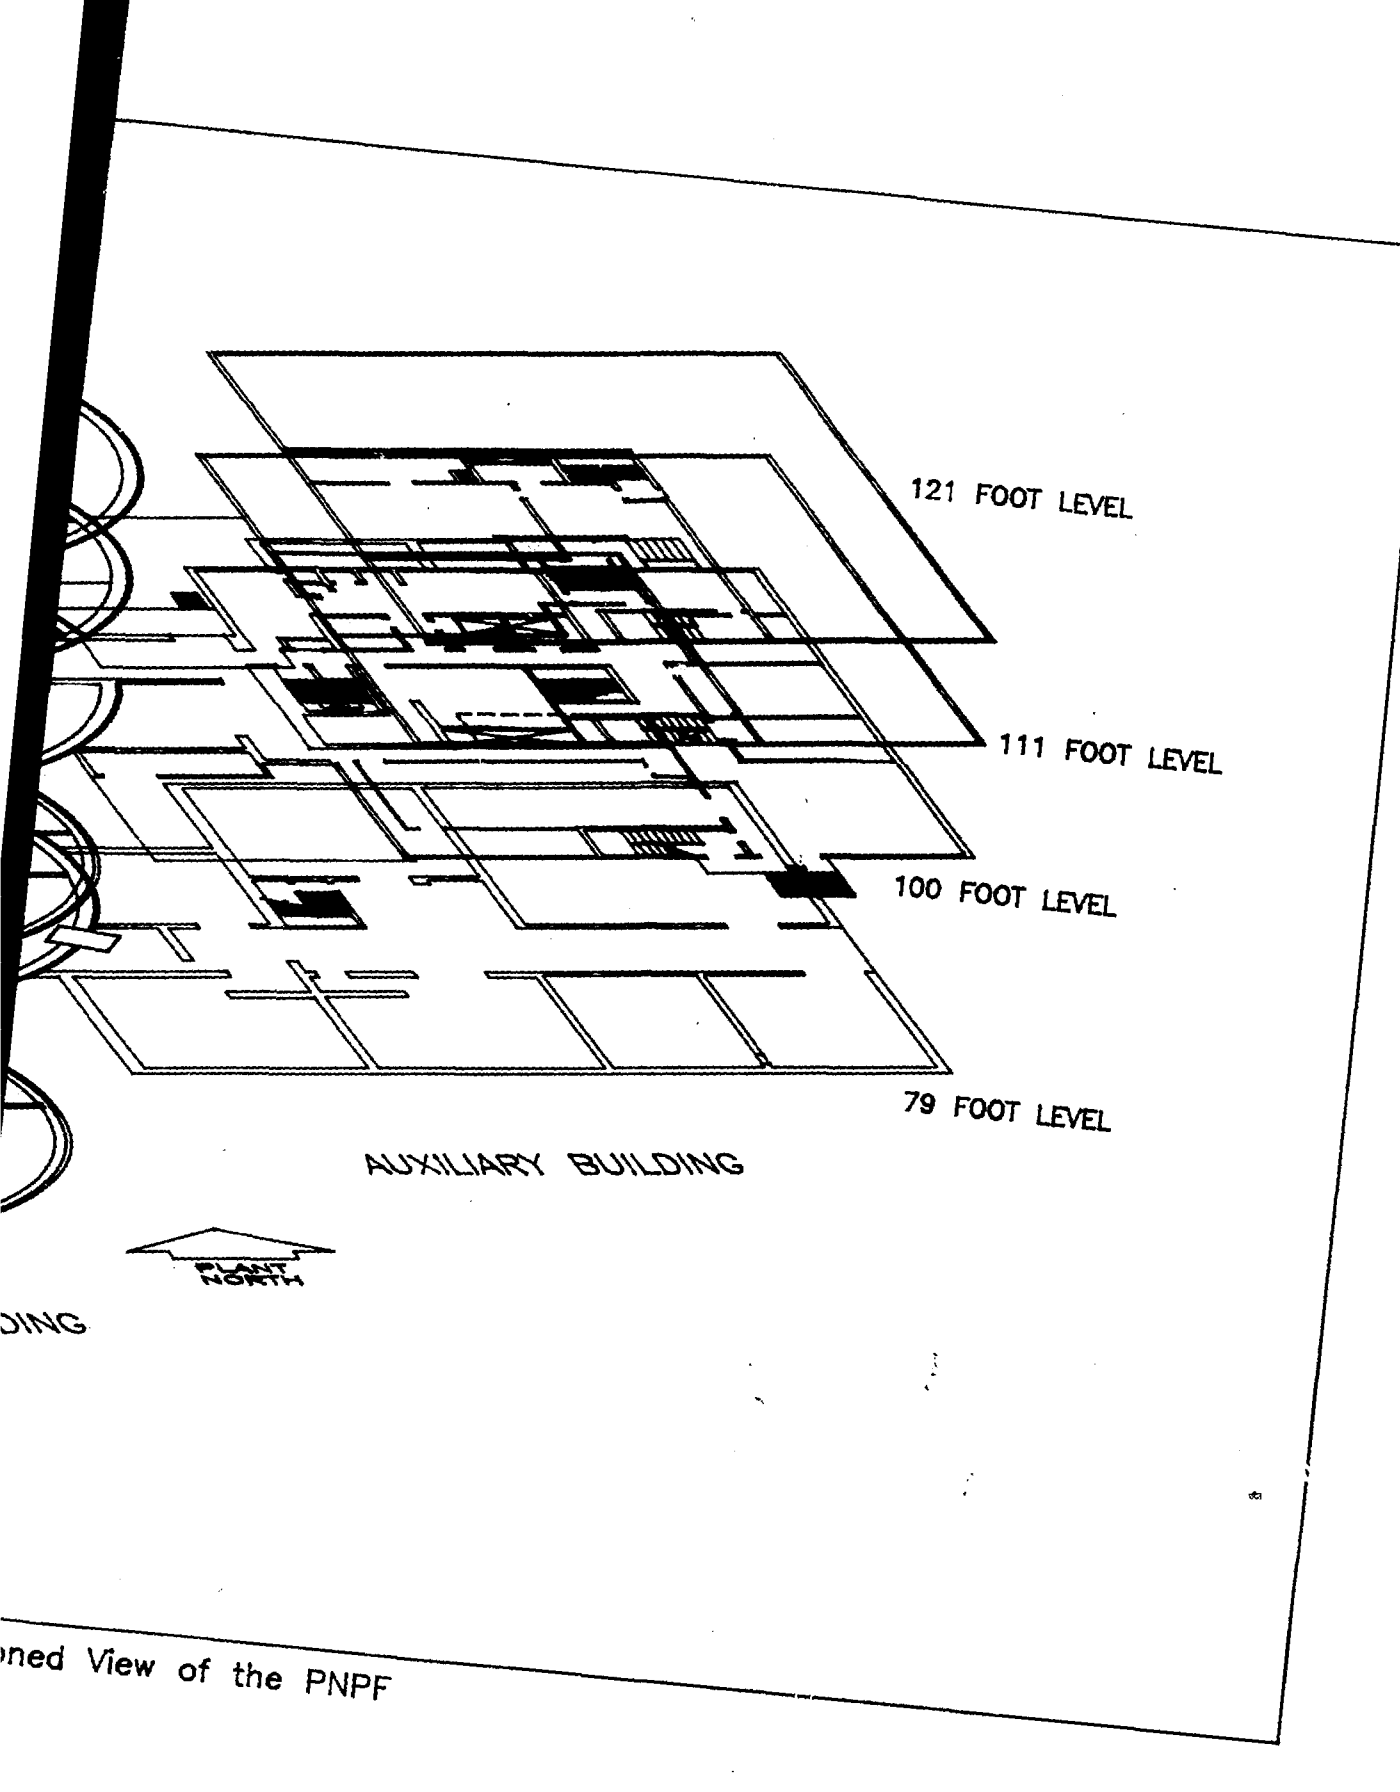 121 FOOT LEVEL
111 FOOT LEVEL
100 FOOT LEVEL
79 FOOT LEVEL
AUXILIARY BUILDING
PLANT
NORTH
DING
oned View of the PNPF